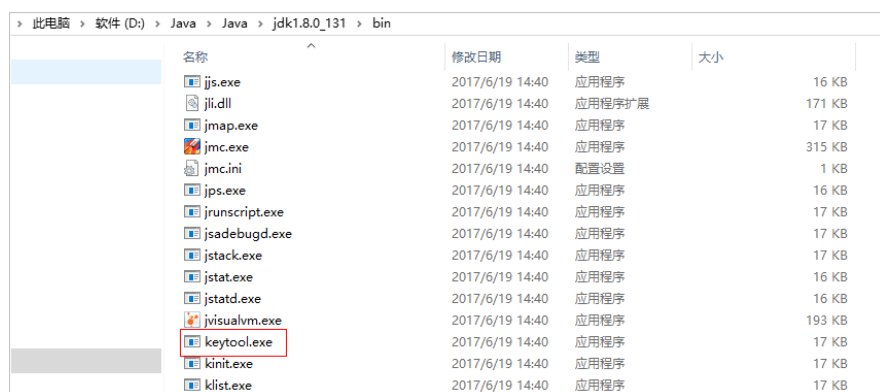 › 此电脑 › 软件 (D:) › Java › Java › jdk1.8.0_131 › bin
名称 修改日期 类型 大小
jjs.exe 2017/6/19 14:40 应用程序 16 KB
jli.dll 2017/6/19 14:40 应用程序扩展 171 KB
jmap.exe 2017/6/19 14:40 应用程序 17 KB
jmc.exe 2017/6/19 14:40 应用程序 315 KB
jmc.ini 2017/6/19 14:40 配置设置 1 KB
jps.exe 2017/6/19 14:40 应用程序 16 KB
jrunscript.exe 2017/6/19 14:40 应用程序 17 KB
jsadebugd.exe 2017/6/19 14:40 应用程序 17 KB
jstack.exe 2017/6/19 14:40 应用程序 17 KB
jstat.exe 2017/6/19 14:40 应用程序 16 KB
jstatd.exe 2017/6/19 14:40 应用程序 16 KB
jvisualvm.exe 2017/6/19 14:40 应用程序 193 KB
keytool.exe 2017/6/19 14:40 应用程序 17 KB
kinit.exe 2017/6/19 14:40 应用程序 17 KB
klist.exe 2017/6/19 14:40 应用程序 17 KB